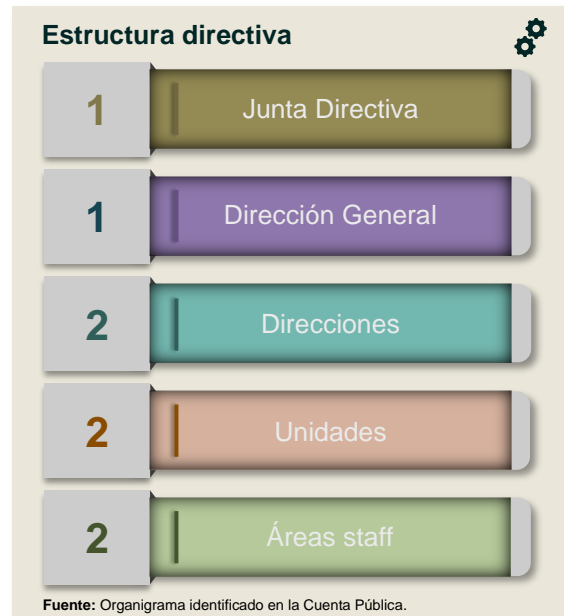 Estructura directiva
1 Junta Directiva
1 Dirección General
2 Direcciones
2 Unidades
2 Áreas staff
Fuente: Organigrama identificado en la Cuenta Pública.